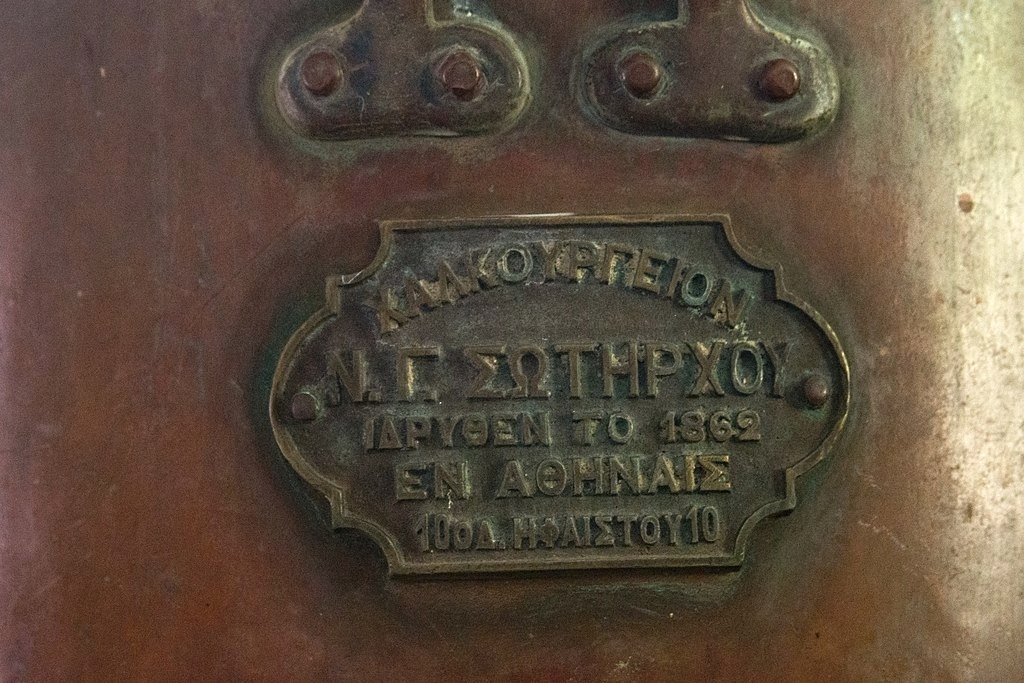 ΧΑΛΚΟΥΡΓΕΙΟΝ
Ν. Γ. ΣΩΤΗΡΧΟΥ
ΙΔΡΥΘΕΝ ΤΟ 1862
ΕΝ ΑΘΗΝΑΙΣ
10 ΟΔ. ΗΦΑΙΣΤΟΥ 10